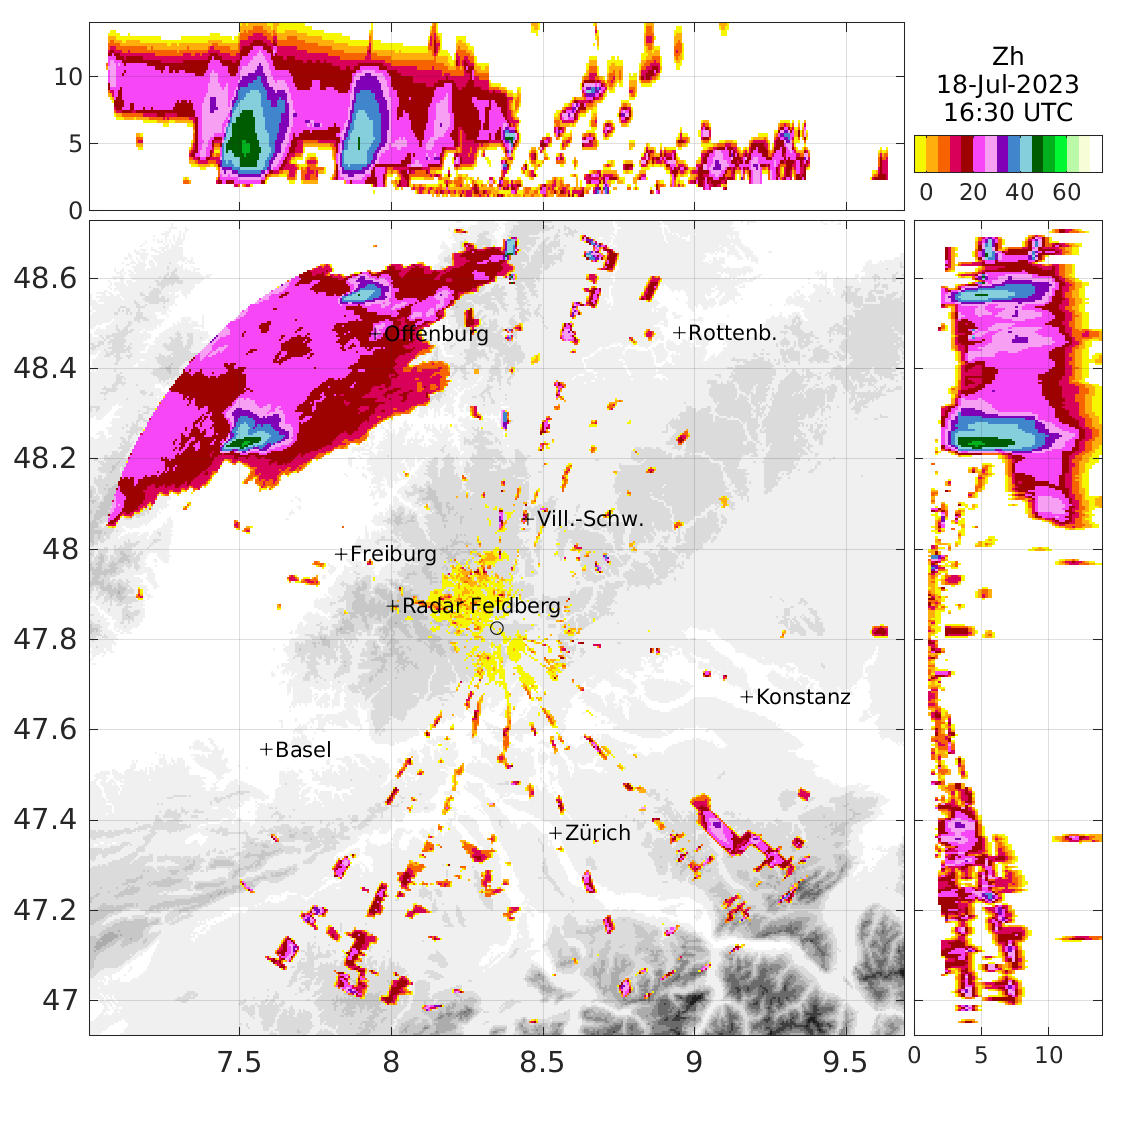 10
5
0
Zh
18-Jul-2023
16:30 UTC
0 20 40 60
48.6
48.4
48.2
48
47.8
47.6
47.4
47.2
47
+Offenburg
+Rottenb.
+Vill.-Schw.
+Freiburg
+Radar Feldberg
+Konstanz
+Basel
+Zürich
7.5 8 8.5 9 9.5
0 5 10